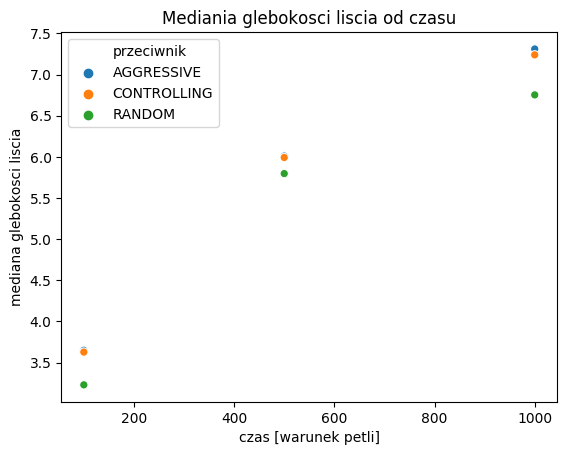 Mediania glebokosci liscia od czasu
przeciwnik
AGGRESSIVE
CONTROLLING
RANDOM
mediana glebokosci liscia
7.5
7.0
6.5
6.0
5.5
5.0
4.5
4.0
3.5
200
400
600
800
1000
czas [warunek petli]